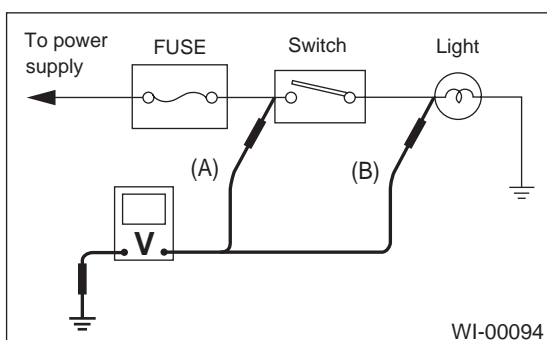 To power
supply
FUSE
Switch
Light
(A)
(B)
V
WI-00094